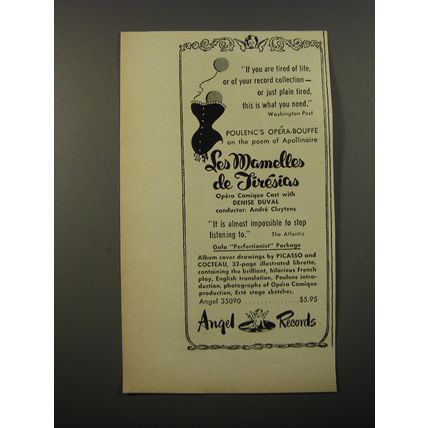 "If you are tired of life,
or of your record collection—
or just plain tired,
this is what you need."
Washington Post
POULENC'S OPÉRA-BOUFFE
on the poem of Apollinaire
Les Mamelles
de Tirésias
Opéra Comique Cast with
DENISE DUVAL
conductor: André Cluytens
"It is almost impossible to stop
listening to." The Atlantic
Gala "Perfectionist" Package
Album cover drawings by PICASSO and
COCTEAU, 32-page illustrated libretto,
containing the brilliant, hilarious French
play, English translation, Poulenc intro-
duction, photographs of Opéra Comique
production, Erté stage sketches.
Angel 35090 ............. $5.95
Angel Records